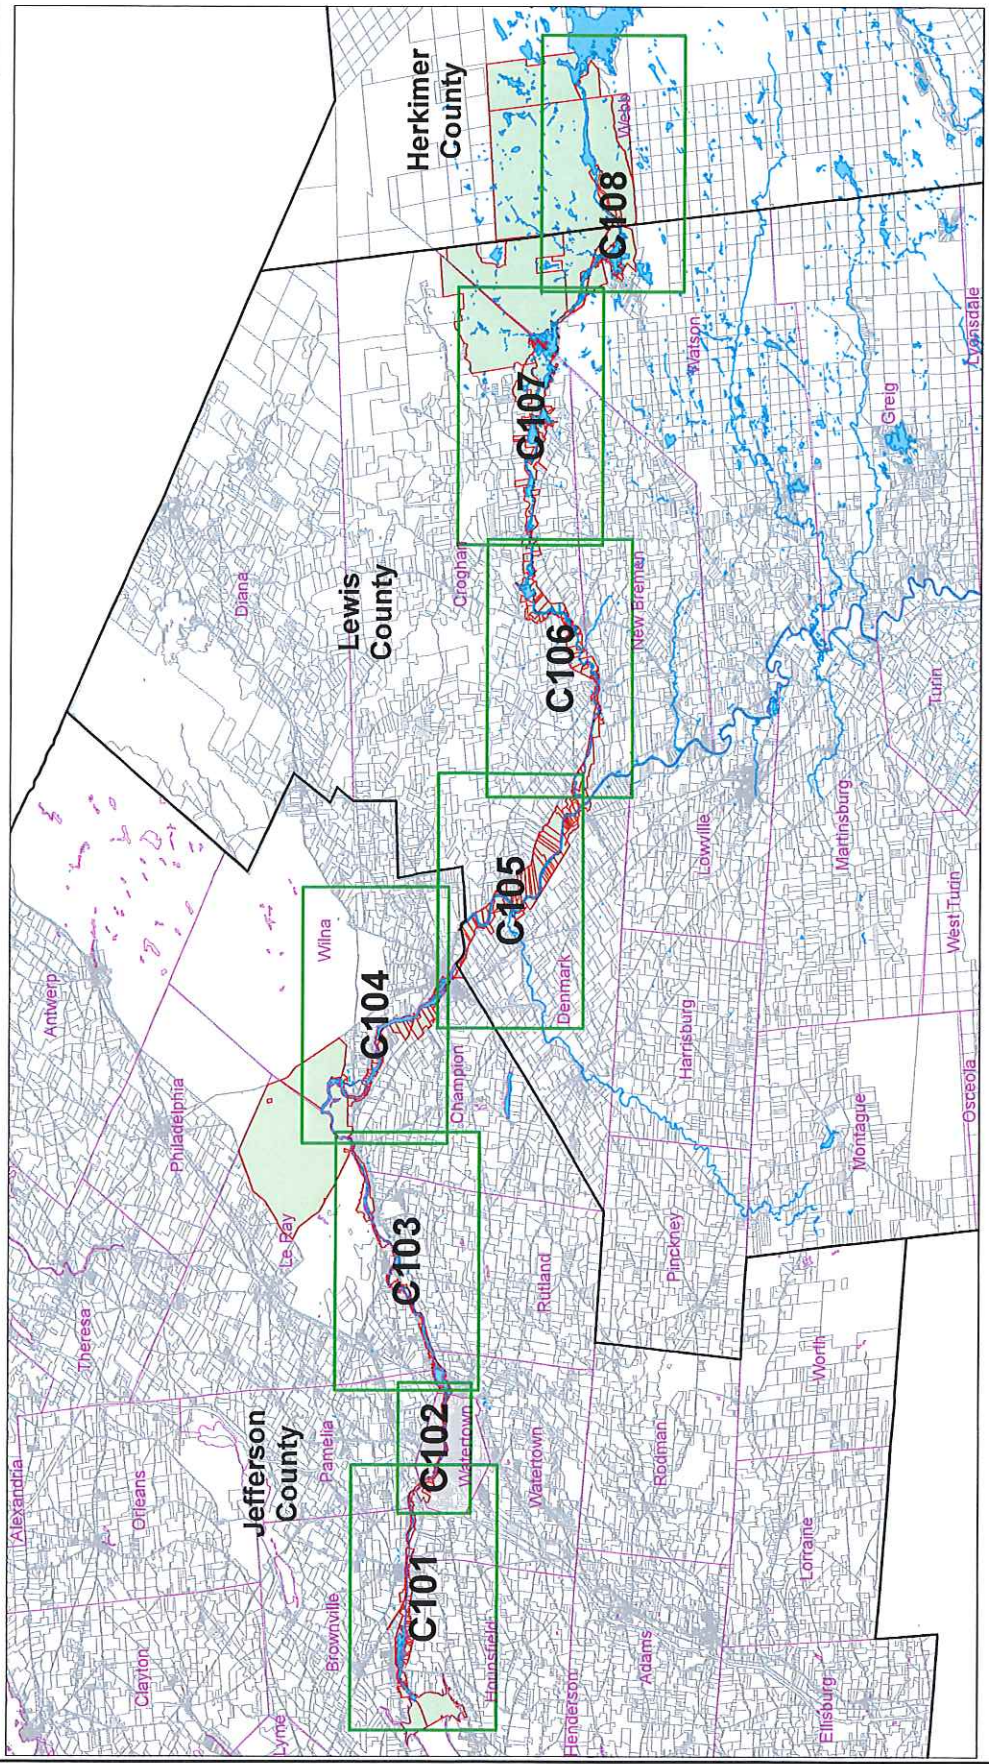 Alexandria
Orleans
Clayton
Lyme
Theresa
Antwerp
Philadelphia
Le Ray
Wilna
Pamelia
Brownville
Jefferson
County
Diana
Lewis
County
Croghan
Herkimer
County
Webb
C101
C102
C103
C104
C105
C106
C107
C108
Hounsfield
Watertown
Watertown
Rutland
Champion
Denmark
New Bremen
Watson
Henderson
Adams
Rodman
Pinckney
Harrisburg
Lowville
Martinsburg
Greig
Lyonsdale
Ellisburg
Lorraine
Worth
Montague
Osceola
West Turin
Turin